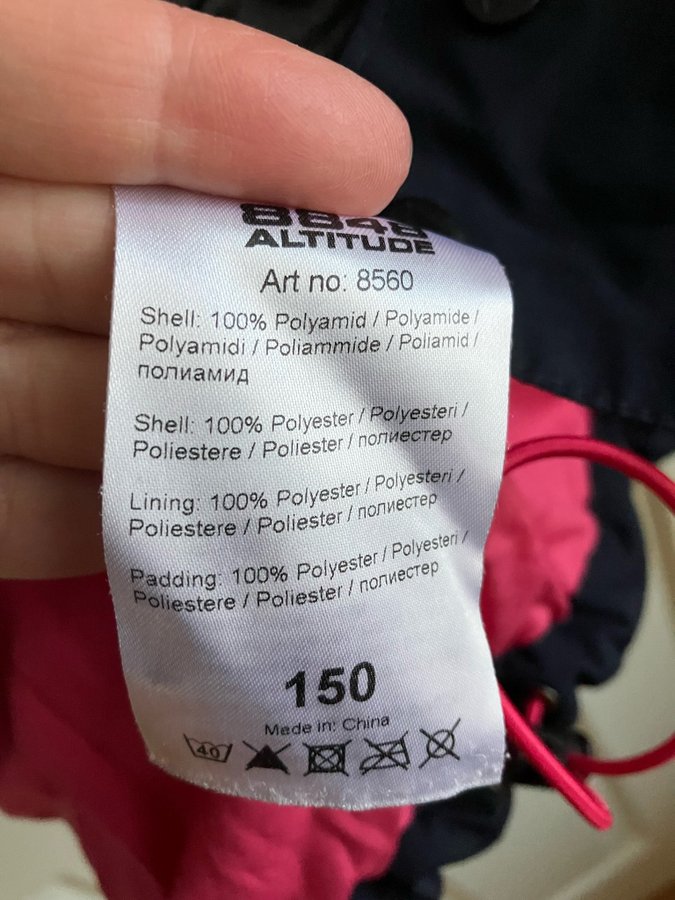 8848
ALTITUDE
Art no: 8560
Shell: 100% Polyamid / Polyamide /
Polyamidi / Poliammide / Poliamid /
полиамид
Shell: 100% Polyester / Polyesteri /
Poliestere / Poliester / полиестер
Lining: 100% Polyester / Polyesteri /
Poliestere / Poliester / полиестер
Padding: 100% Polyester / Polyesteri /
Poliestere / Poliester / полиестер
150
Made in: China
40